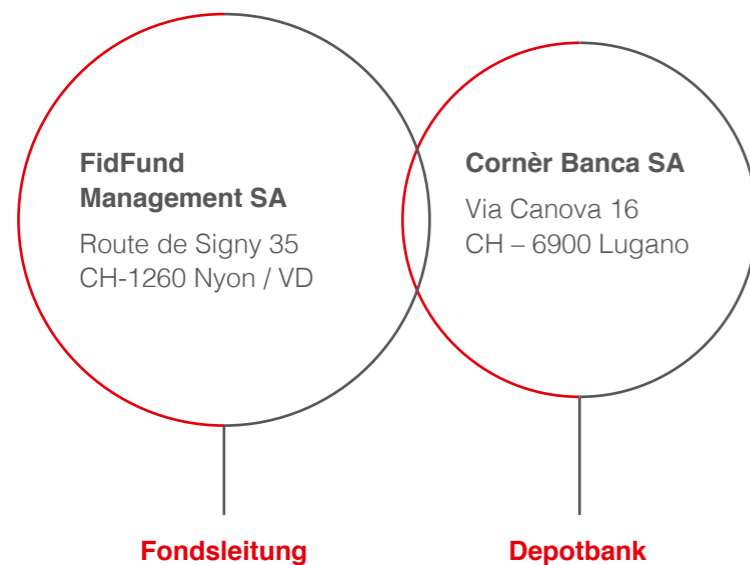 FidFund
Management SA
Route de Signy 35
CH-1260 Nyon / VD
Cornèr Banca SA
Via Canova 16
CH – 6900 Lugano
Fondsleitung
Depotbank